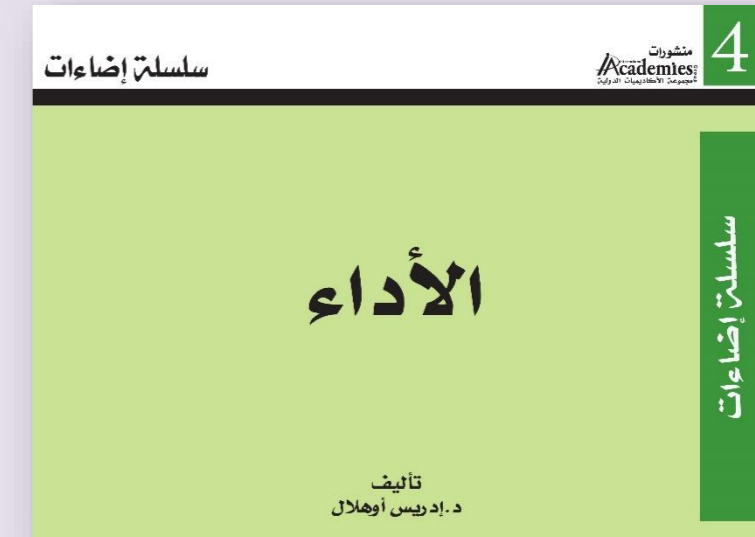 4
منشورات
Academies
مجموعة الأكاديميات الدولية
سلسلة إضاءات
سلسلة إضاءات
الأداء
تأليف
د.إدريس أوهلال